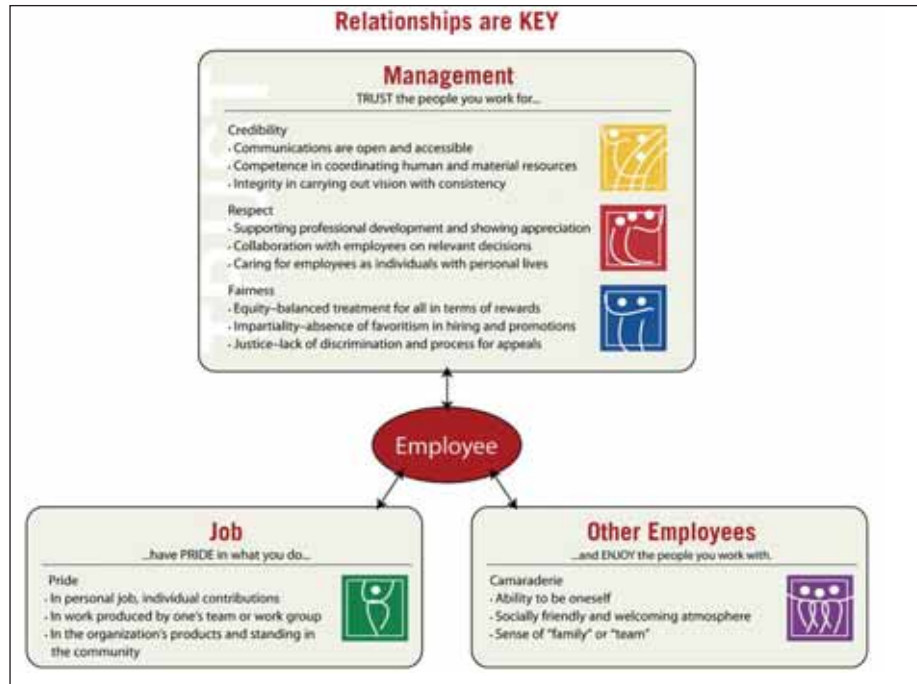 Relationships are KEY
Management
TRUST the people you work for...
Credibility
• Communications are open and accessible
• Competence in coordinating human and material resources
• Integrity in carrying out vision with consistency
Respect
• Supporting professional development and showing appreciation
• Collaboration with employees on relevant decisions
• Caring for employees as individuals with personal lives
Fairness
• Equity–balanced treatment for all in terms of rewards
• Impartiality–absence of favoritism in hiring and promotions
• Justice–lack of discrimination and process for appeals
Employee
Job
...have PRIDE in what you do...
Pride
• In personal job, individual contributions
• In work produced by one's team or work group
• In the organization's products and standing in
the community
Other Employees
...and ENJOY the people you work with.
Camaraderie
• Ability to be oneself
• Socially friendly and welcoming atmosphere
• Sense of "family" or "team"